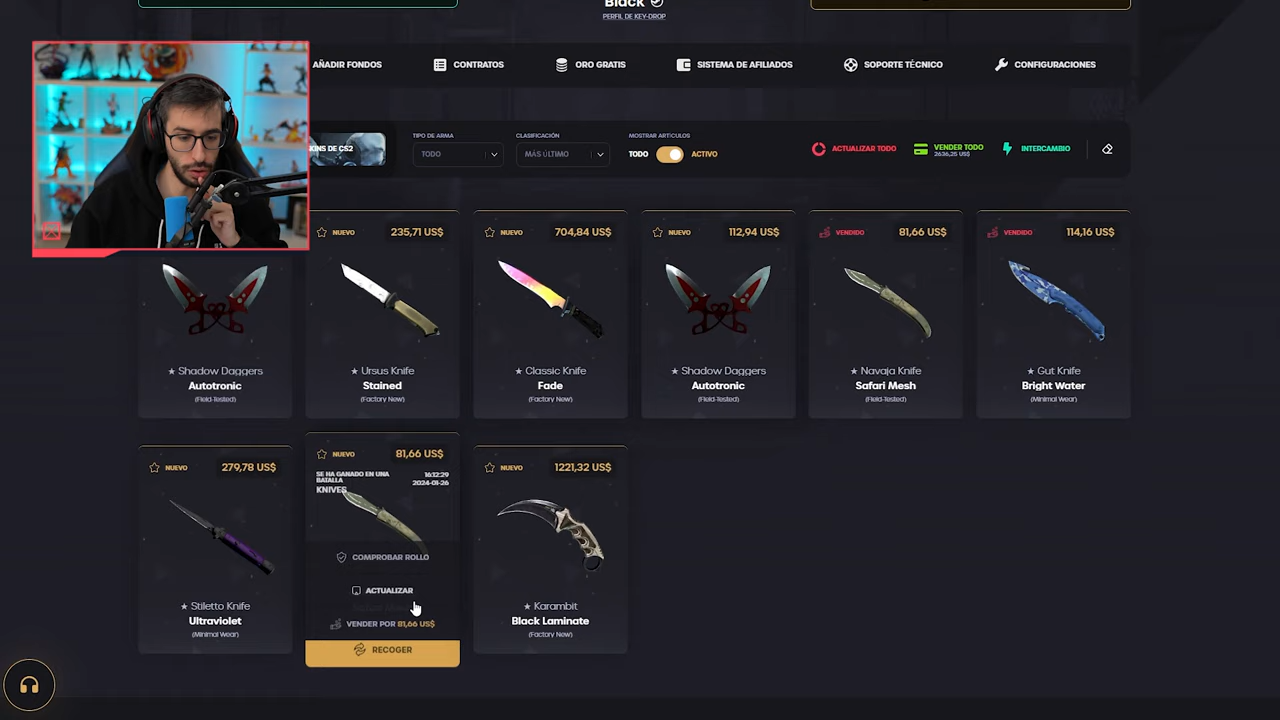 Black
PERFIL DE KEY-DROP
AÑADIR FONDOS
CONTRATOS
ORO GRATIS
SISTEMA DE AFILIADOS
SOPORTE TÉCNICO
CONFIGURACIONES
KINS DE CS2
TIPO DE ARMA
TODO
CLASIFICACIÓN
MÁS ÚLTIMO
MOSTRAR ARTÍCULOS
TODO ACTIVO
ACTUALIZAR TODO
VENDER TODO
2636,25 US$
INTERCAMBIO
★ Shadow Daggers
Autotronic
(Field-Tested)
NUEVO 235,71 US$
★ Ursus Knife
Stained
(Factory New)
NUEVO 704,84 US$
★ Classic Knife
Fade
(Factory New)
NUEVO 112,94 US$
★ Shadow Daggers
Autotronic
(Field-Tested)
VENDIDO 81,66 US$
★ Navaja Knife
Safari Mesh
(Field-Tested)
VENDIDO 114,16 US$
★ Gut Knife
Bright Water
(Minimal Wear)
NUEVO 279,78 US$
★ Stiletto Knife
Ultraviolet
(Minimal Wear)
NUEVO 81,66 US$
SE HA GANADO EN UNA
BATALLA
KNIVES
16:12:29
2024-01-26
COMPROBAR ROLLO
ACTUALIZAR
VENDER POR 81,66 US$
RECOGER
NUEVO 1221,32 US$
★ Karambit
Black Laminate
(Factory New)